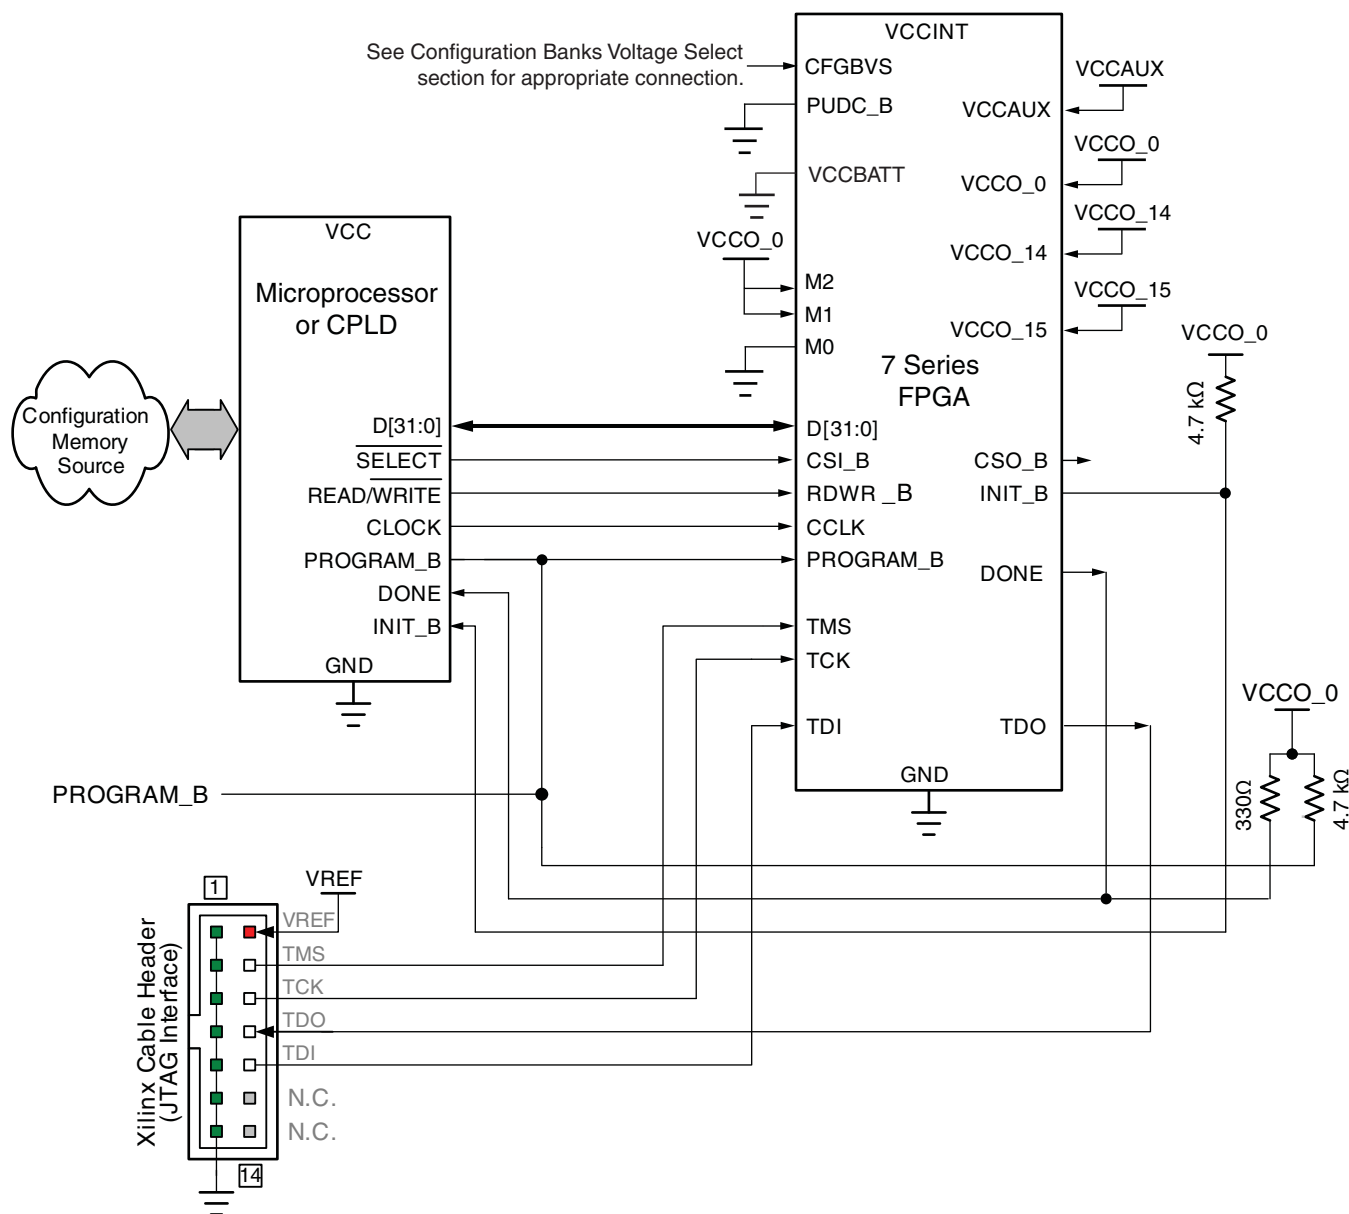 VCCINT
See Configuration Banks Voltage Select
section for appropriate connection.
CFGBVS
PUDC_B
VCCBATT
VCCO_0
M2
M1
M0
VCCAUX
VCCAUX
VCCO_0
VCCO_0
VCCO_14
VCCO_14
VCCO_15
VCCO_15
7 Series
FPGA
VCC
Microprocessor
or CPLD
Configuration
Memory
Source
D[31:0]
SELECT
READ/WRITE
CLOCK
PROGRAM_B
DONE
INIT_B
GND
D[31:0]
CSI_B
RDWR _B
CCLK
PROGRAM_B
TMS
TCK
TDI
CSO_B
INIT_B
DONE
TDO
GND
VCCO_0
4.7 kΩ
VCCO_0
330Ω
4.7 kΩ
PROGRAM_B
1
VREF
VREF
TMS
TCK
TDO
TDI
N.C.
N.C.
14
Xilinx Cable Header
(JTAG Interface)